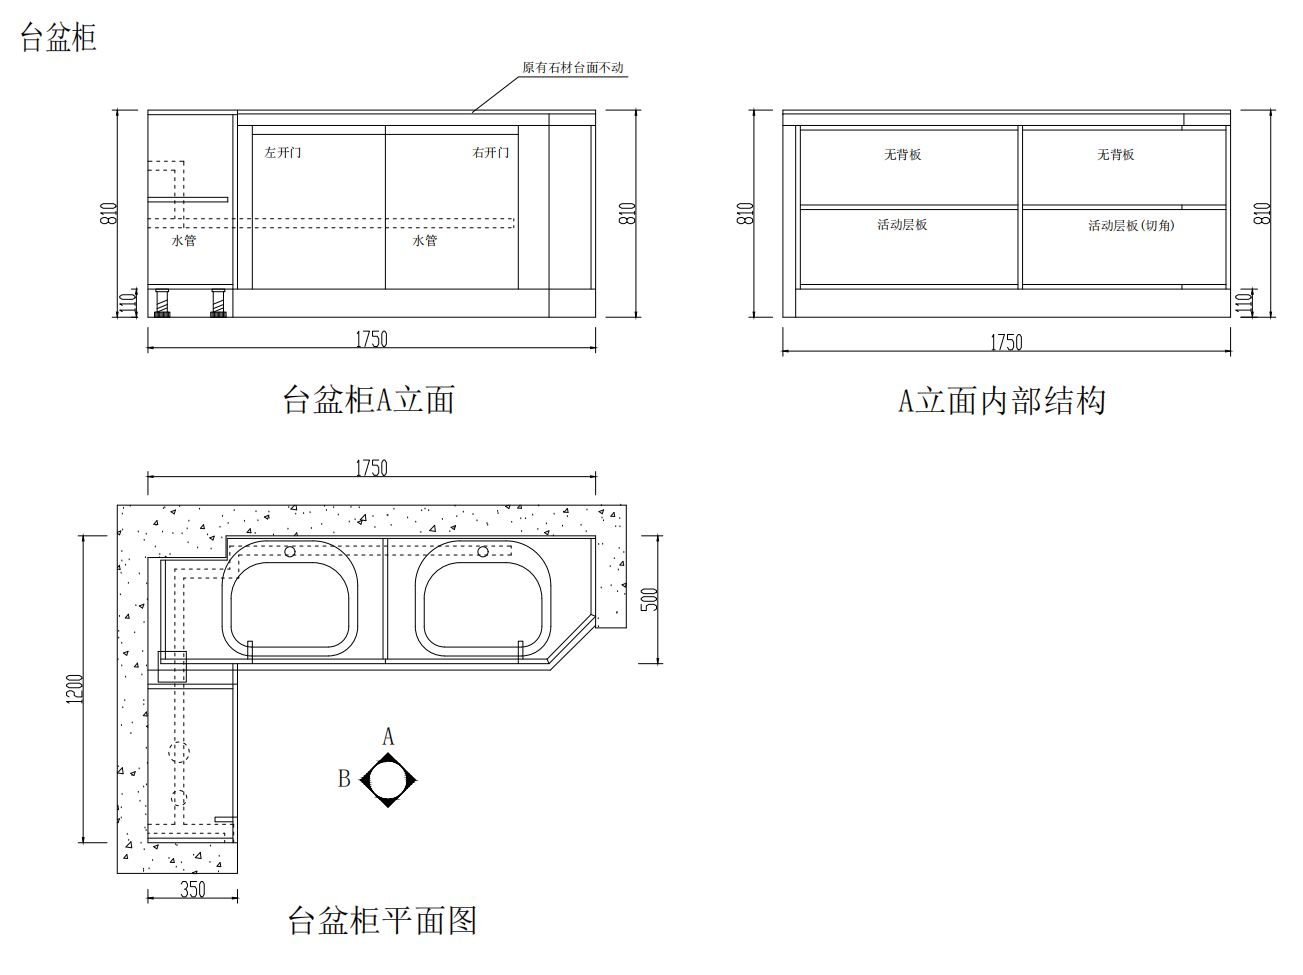 台盆柜
原有石材台面不动
左开门
右开门
水管
水管
810
810
110
1750
台盆柜A立面
无背板
无背板
活动层板
活动层板(切角)
810
810
110
1750
A立面内部结构
1750
500
1200
350
A
B
台盆柜平面图